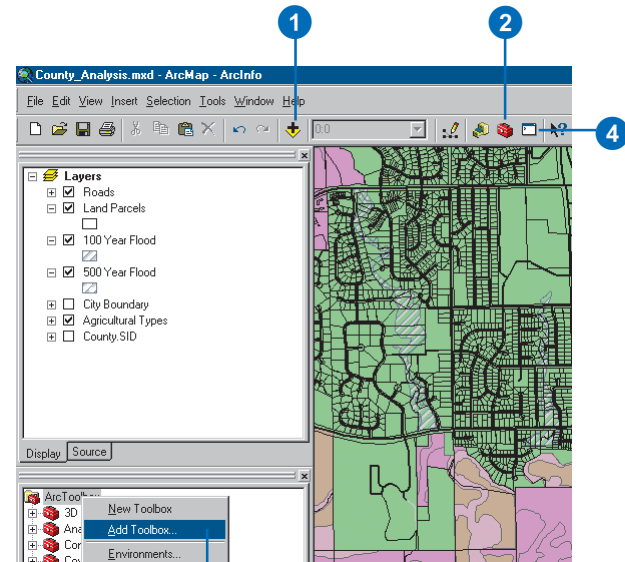 1
2
County_Analysis.mxd - ArcMap - ArcInfo
File Edit View Insert Selection Tools Window Help
0:0
4
Layers
Roads
Land Parcels
100 Year Flood
500 Year Flood
City Boundary
Agricultural Types
County.SID
Display Source
ArcToolbox
New Toolbox
3D
Add Toolbox...
Ana
Environments...